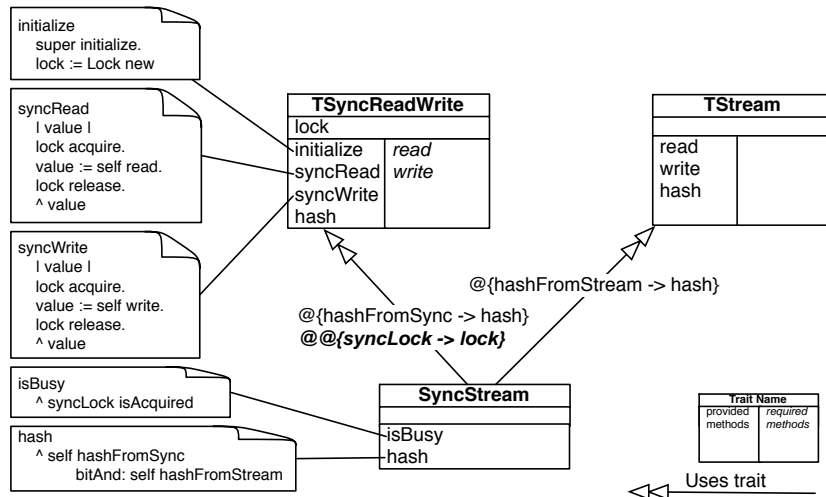 initialize
super initialize.
lock := Lock new
syncRead
| value |
lock acquire.
value := self read.
lock release.
^ value
syncWrite
| value |
lock acquire.
value := self write.
lock release.
^ value
isBusy
^ syncLock isAcquired
hash
^ self hashFromSync
bitAnd: self hashFromStream
TSyncReadWrite
lock
initialize
syncRead
syncWrite
hash
read
write
TStream
read
write
hash
@{hashFromSync -> hash}
@@{syncLock -> lock}
@{hashFromStream -> hash}
SyncStream
isBusy
hash
Trait Name
provided
methods
required
methods
Uses trait